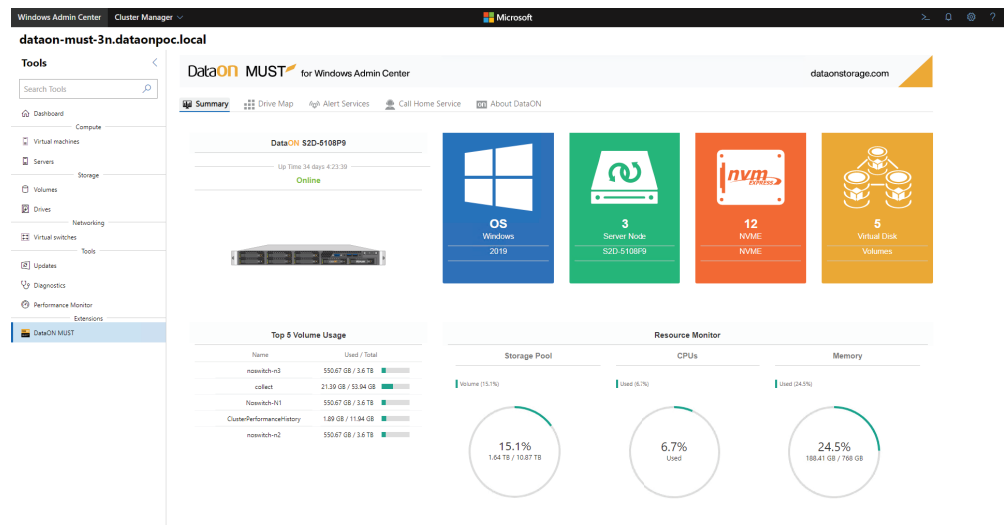 Windows Admin Center Cluster Manager Microsoft
dataon-must-3n.dataonpoc.local
Tools
Search Tools
Dashboard
Compute
Virtual machines
Servers
Storage
Volumes
Drives
Networking
Virtual switches
Tools
Updates
Diagnostics
Performance Monitor
Extensions
DataON MUST
DataON MUST for Windows Admin Center dataonstorage.com
Summary Drive Map Alert Services Call Home Service About DataON
DataON S2D-5108P9
Up Time 34 days 4:23:39
Online
OS
Windows
2019
3
Server Node
S2D-5108F9
nvm
EXPRESS
12
NVME
NVME
5
Virtual Disk
Volumes
Top 5 Volume Usage
Name Used / Total
noswitch-n3 550.67 GB / 3.6 TB
collect 21.39 GB / 53.94 GB
Noswitch-N1 550.67 GB / 3.6 TB
ClusterPerformanceHistory 1.89 GB / 11.94 GB
noswitch-n2 550.67 GB / 3.6 TB
Resource Monitor
Storage Pool CPUs Memory
Volume (15.1%) Used (6.7%) Used (24.5%)
15.1%
1.64 TB / 10.87 TB
6.7%
Used
24.5%
188.41 GB / 768 GB